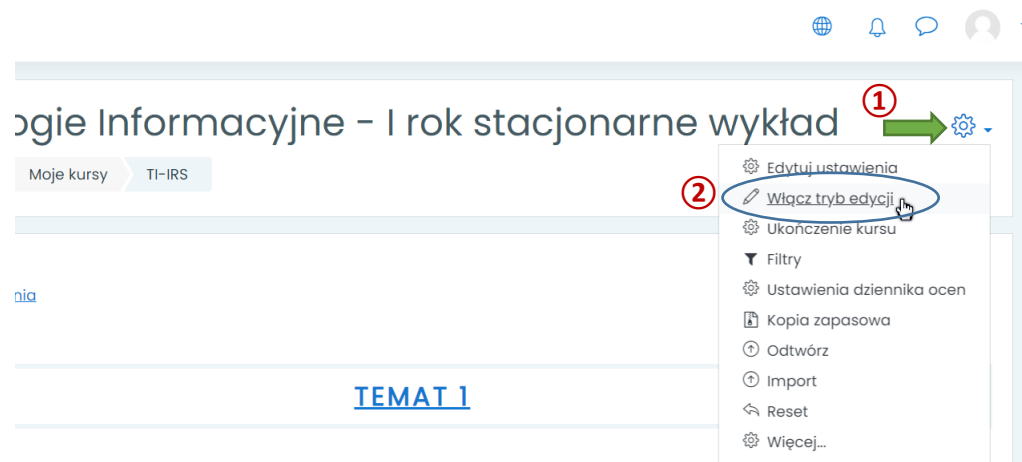 ogie Informacyjne - I rok stacjonarne wykład
①
Moje kursy
TI-IRS
Edytuj ustawienia
②
Włącz tryb edycji
Ukończenie kursu
Filtry
nia
Ustawienia dziennika ocen
Kopia zapasowa
Odtwórz
Import
TEMAT 1
Reset
Więcej...